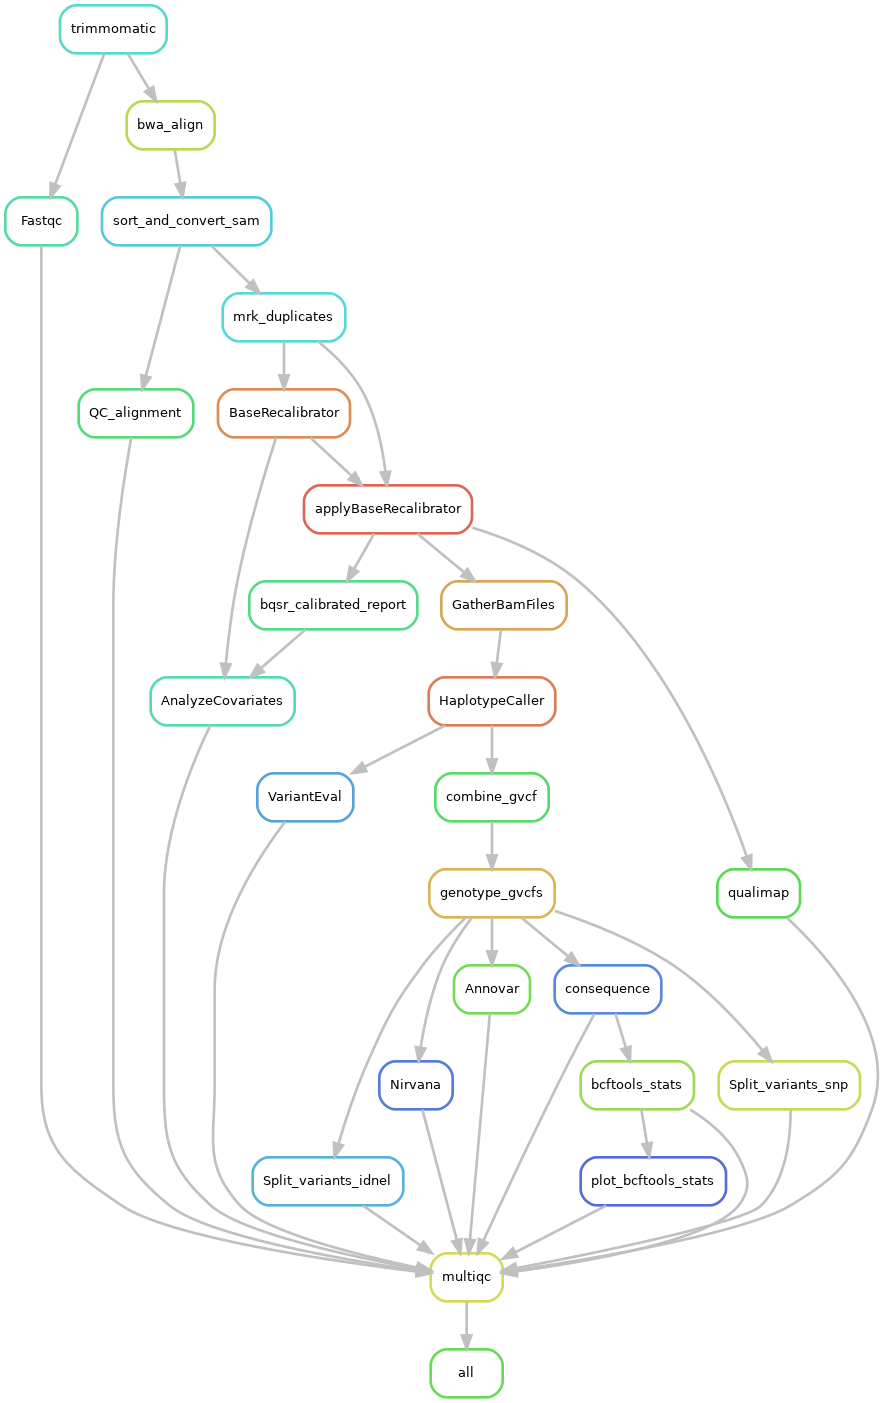 trimmomatic
bwa_align
Fastqc
sort_and_convert_sam
mrk_duplicates
QC_alignment
BaseRecalibrator
applyBaseRecalibrator
bqsr_calibrated_report
GatherBamFiles
AnalyzeCovariates
HaplotypeCaller
VariantEval
combine_gvcf
genotype_gvcfs
qualimap
Annovar
consequence
Nirvana
bcftools_stats
Split_variants_snp
Split_variants_idnel
plot_bcftools_stats
multiqc
all